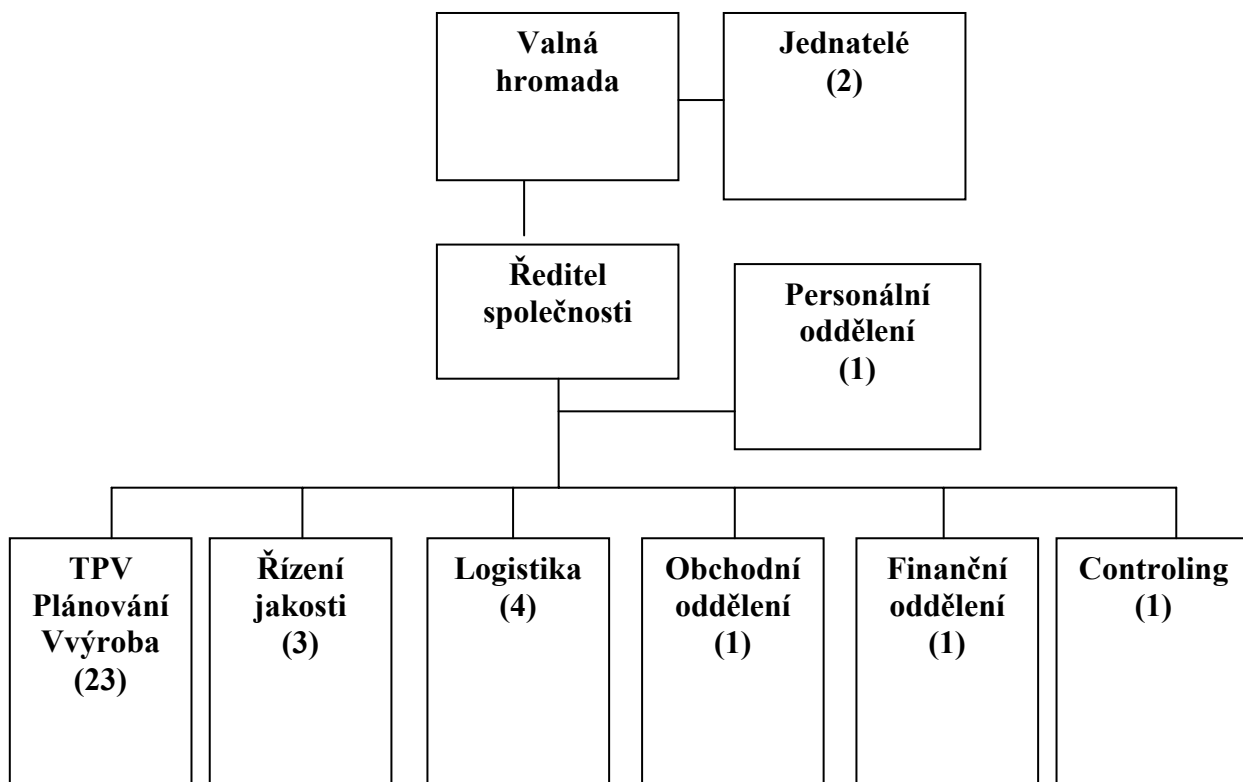 Valná
hromada
Jednatelé
(2)
Ředitel
společnosti
Personální
oddělení
(1)
TPV
Plánování
Vvýroba
(23)
Řízení
jakosti
(3)
Logistika
(4)
Obchodní
oddělení
(1)
Finanční
oddělení
(1)
Controling
(1)